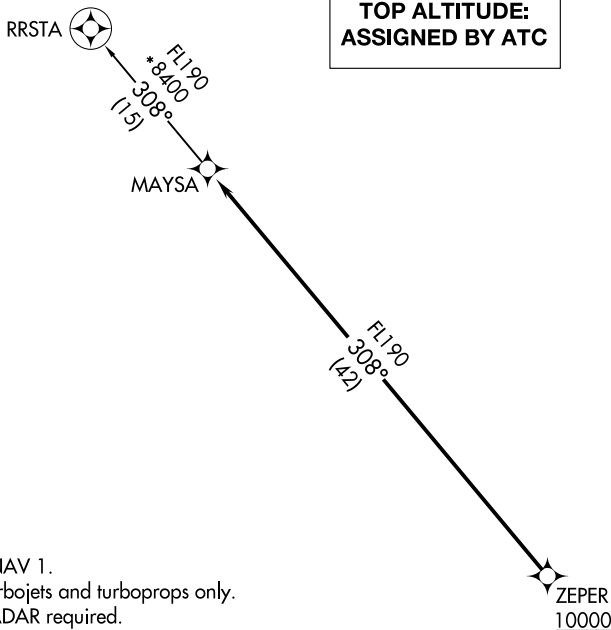 TOP ALTITUDE:
ASSIGNED BY ATC
RRSTA
FL190
*8400
308°
(15)
MAYSA
FL190
308°
(42)
ZEPER
10000
NAV 1.
rbojets and turboprops only.
ADAR required.